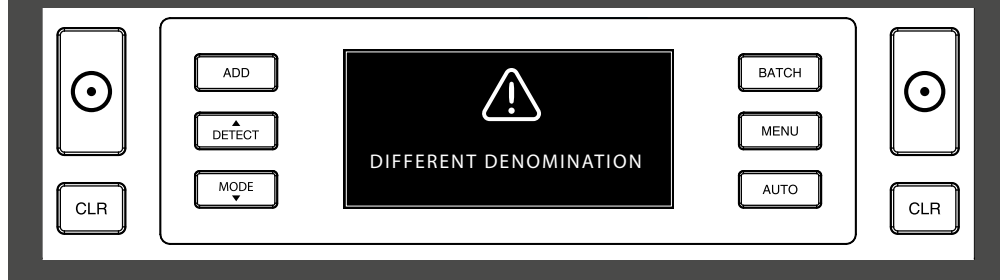 ADD
DETECT
MODE
CLR
DIFFERENT DENOMINATION
BATCH
MENU
AUTO
CLR